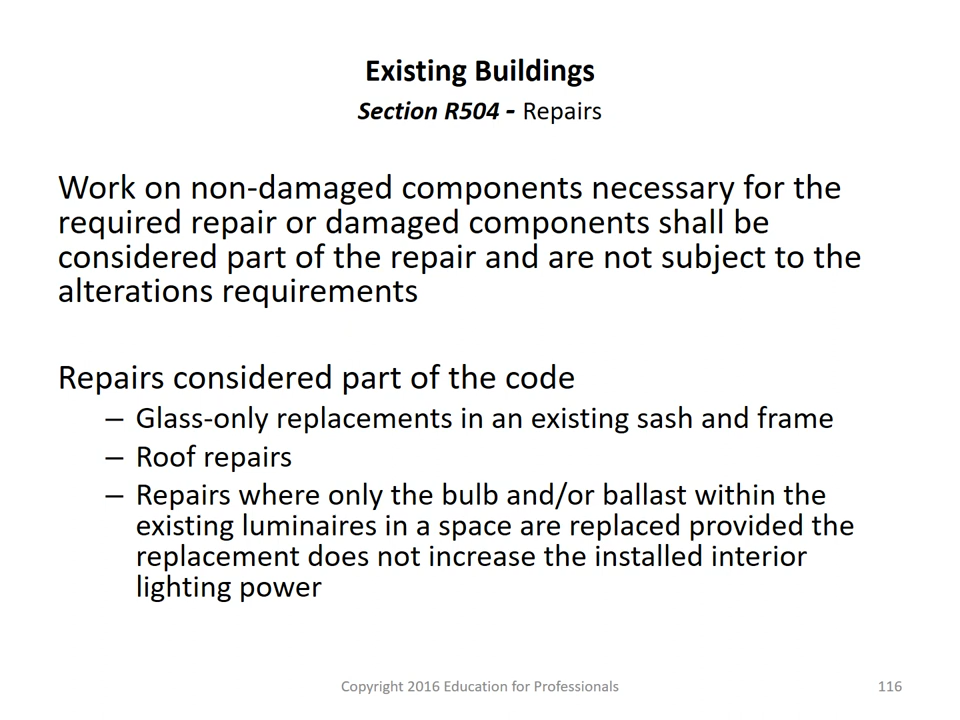 Existing Buildings
Section R504 - Repairs
Work on non-damaged components necessary for the
required repair or damaged components shall be
considered part of the repair and are not subject to the
alterations requirements
Repairs considered part of the code
– Glass-only replacements in an existing sash and frame
– Roof repairs
– Repairs where only the bulb and/or ballast within the
existing luminaires in a space are replaced provided the
replacement does not increase the installed interior
lighting power
Copyright 2016 Education for Professionals
116